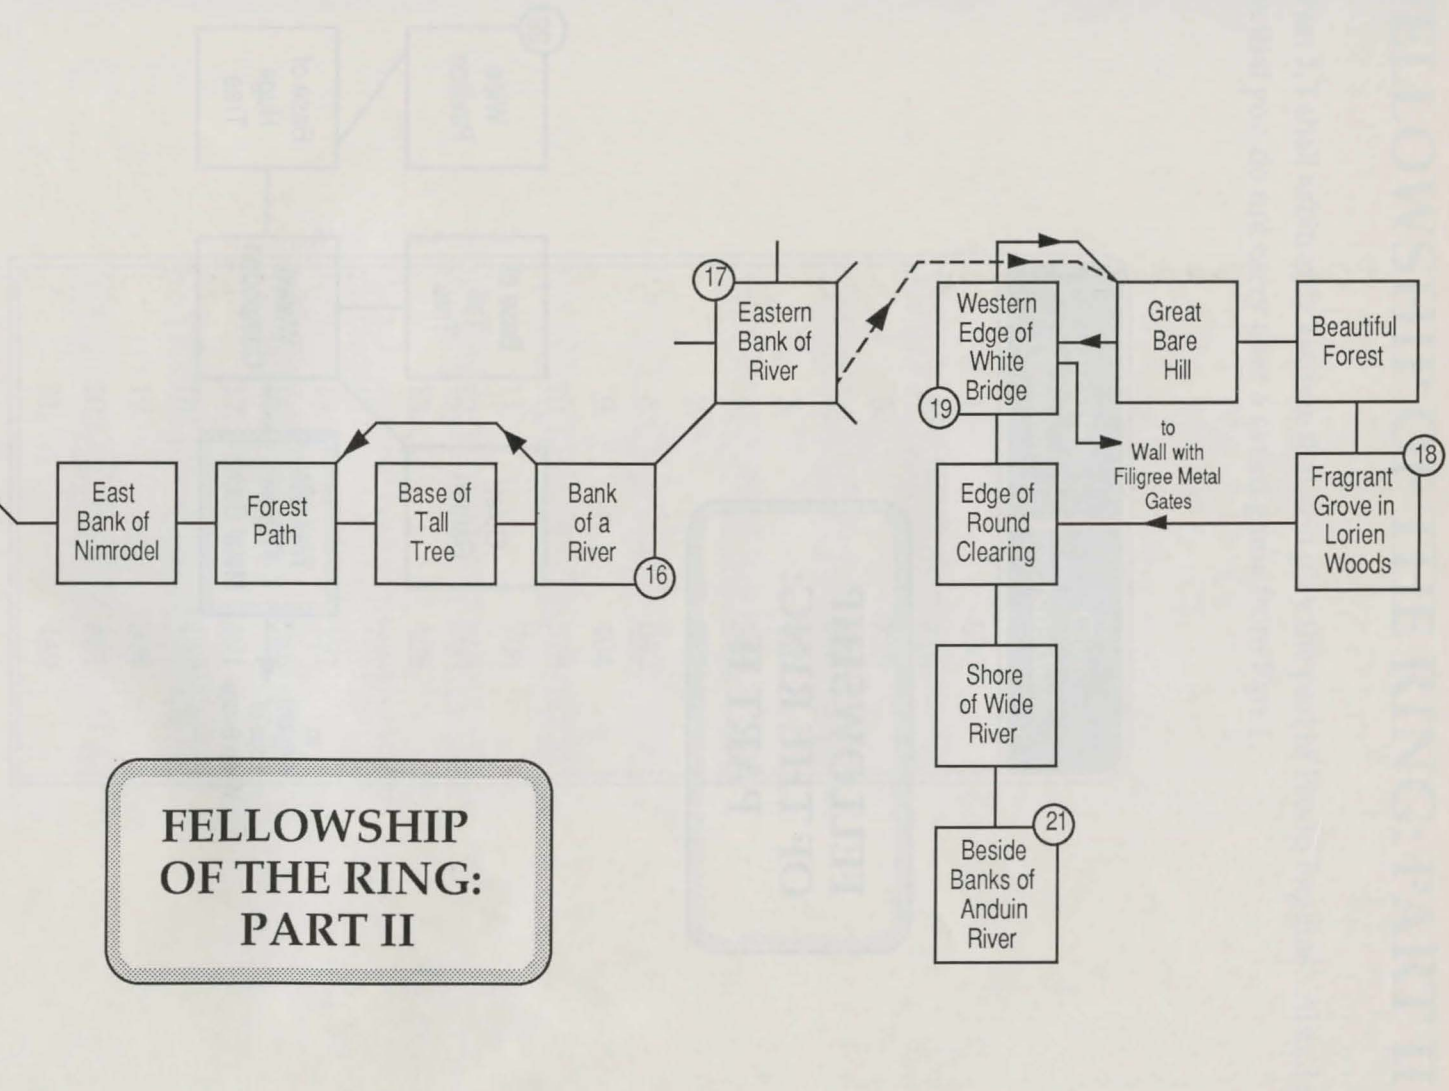 17
Eastern
Bank of
River
Western
Edge of
White
Bridge
19
Great
Bare
Hill
Beautiful
Forest
to
Wall with
Filigree Metal
Gates
18
Fragrant
Grove in
Lorien
Woods
East
Bank of
Nimrodel
Forest
Path
Base of
Tall
Tree
Bank
of a
River
16
Edge of
Round
Clearing
Shore
of Wide
River
21
Beside
Banks of
Anduin
River
FELLOWSHIP
OF THE RING:
PART II